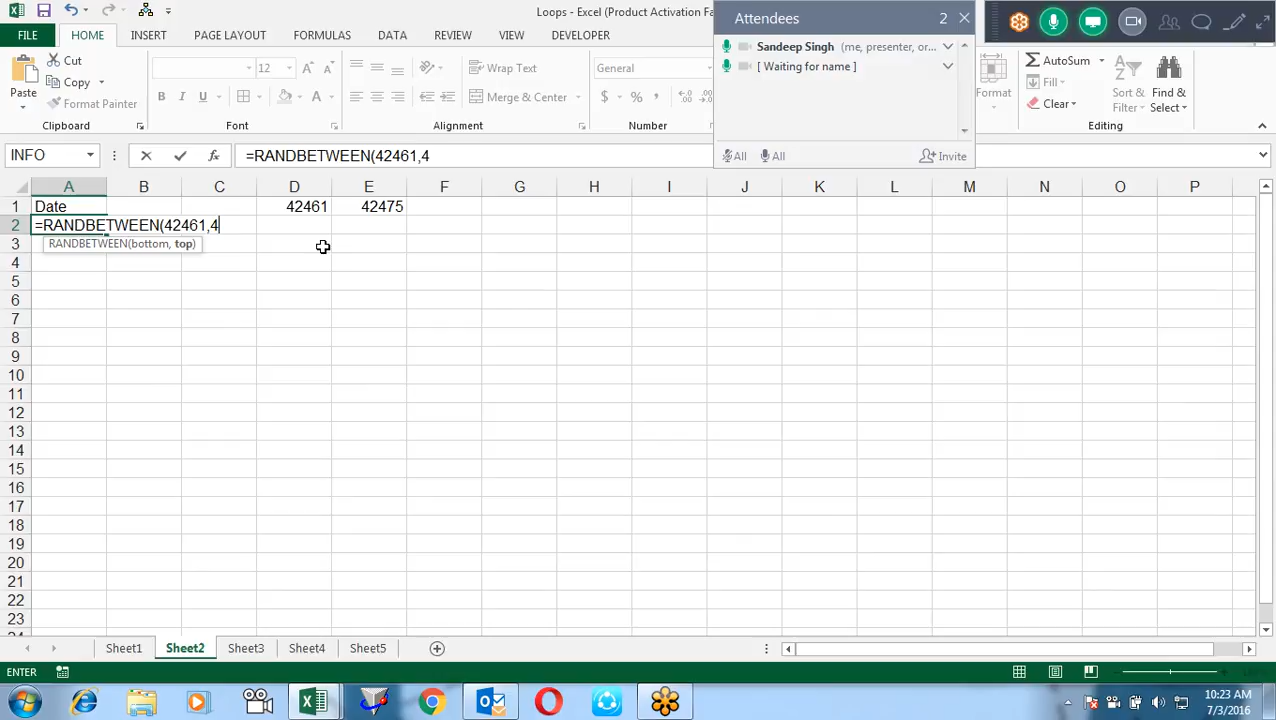 Loops - Excel (Product Activation Fa
FILE HOME INSERT PAGE LAYOUT FORMULAS DATA REVIEW VIEW DEVELOPER
Attendees 2
Sandeep Singh (me, presenter, or...
[ Waiting for name ]
All All Invite
Paste
Cut
Copy
Format Painter
Clipboard
12
B I U A
Font
Wrap Text
Merge & Center
Alignment
General
$ % ,
Number
Format
AutoSum
Fill
Clear
Sort & Filter
Find & Select
Editing
INFO fx =RANDBETWEEN(42461,4
A B C D E F G H I J K L M N O P
1 Date 42461 42475
2 =RANDBETWEEN(42461,4
3 RANDBETWEEN(bottom, top)
4
5
6
7
8
9
10
11
12
13
14
15
16
17
18
19
20
21
22
23
Sheet1 Sheet2 Sheet3 Sheet4 Sheet5
ENTER
10:23 AM
7/3/2016